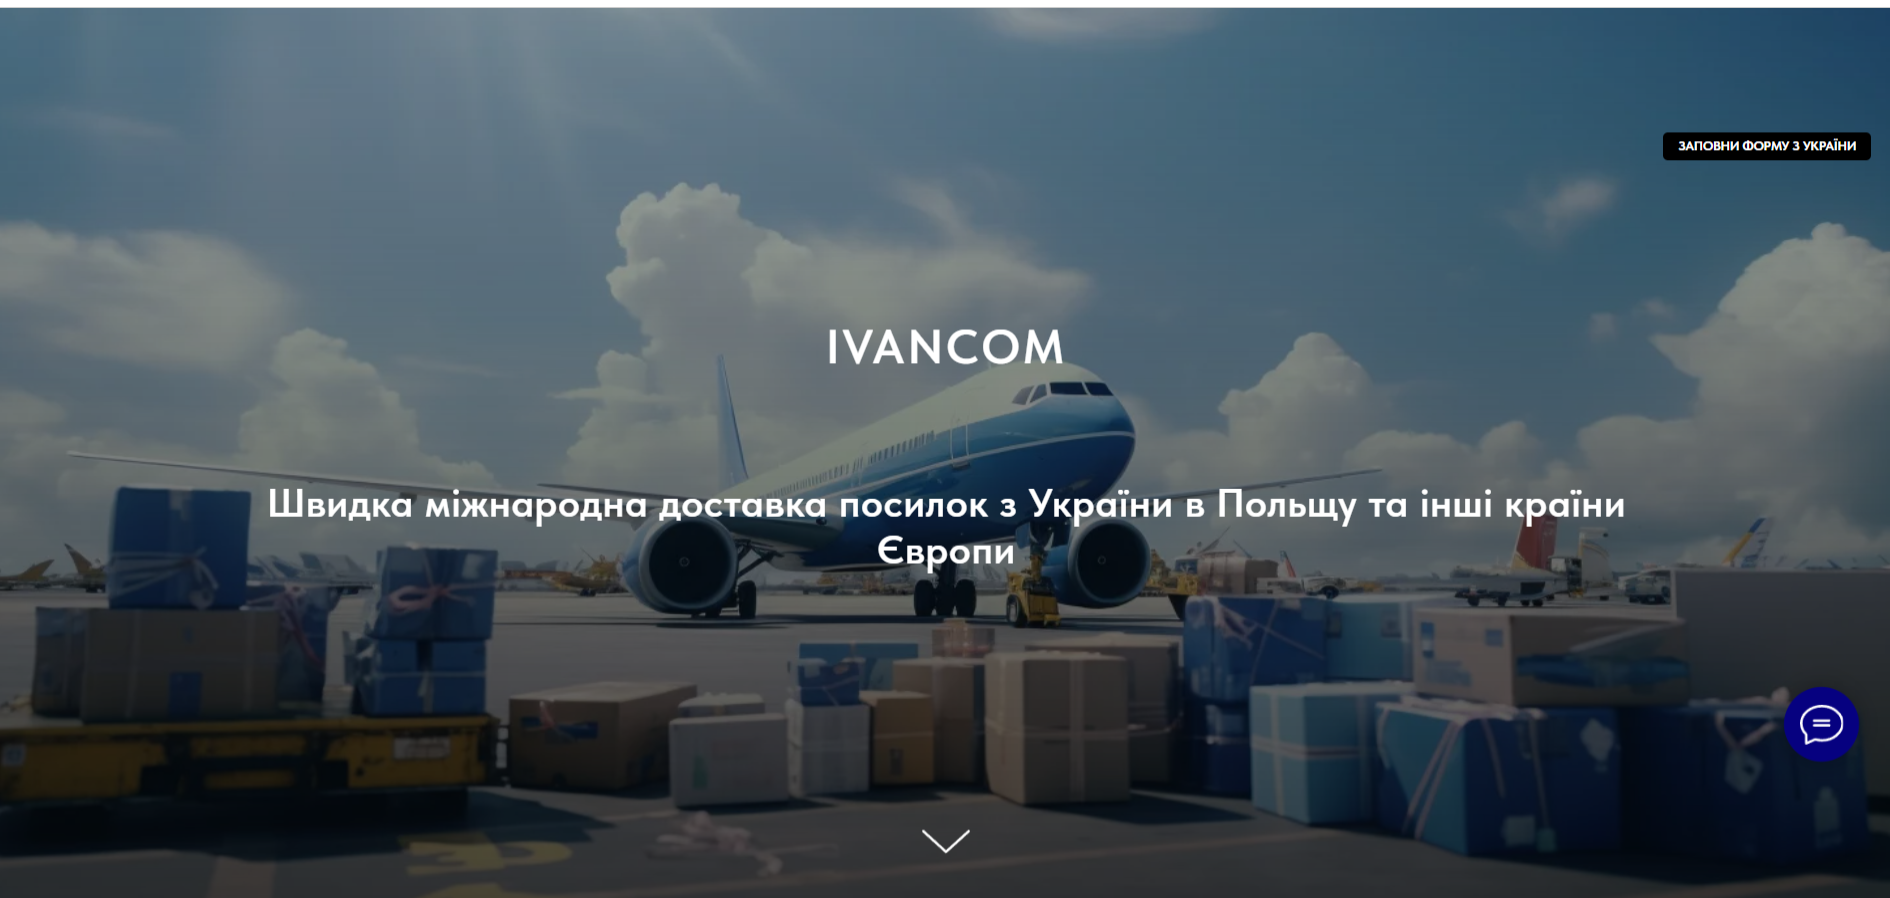 ЗАПОВНИ ФОРМУ З УКРАЇНИ
IVANCOM
Швидка міжнародна доставка посилок з України в Польщу та інші країни
Європи